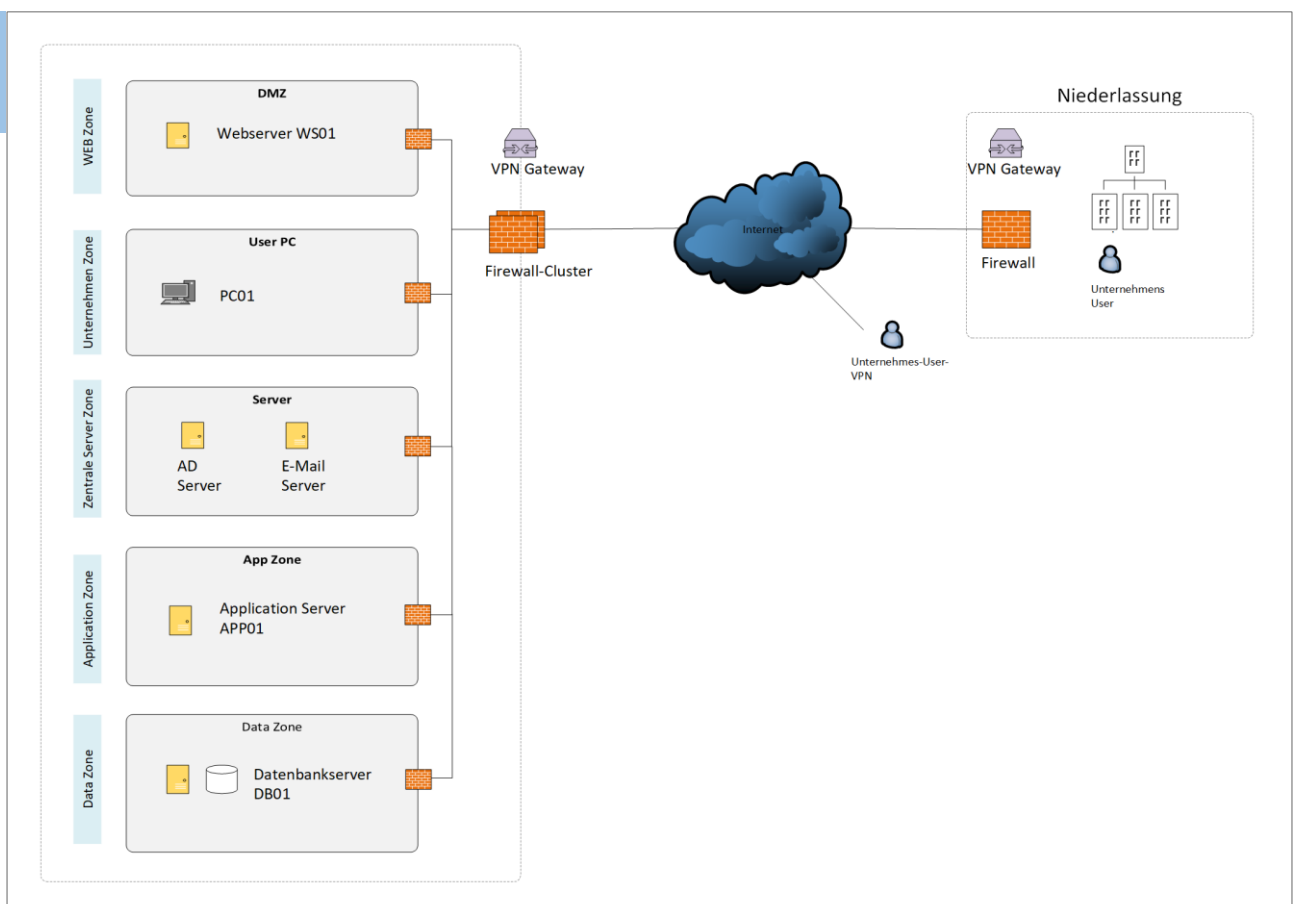 WEB Zone
DMZ
Webserver WS01
Unternehmen Zone
User PC
PC01
Zentrale Server Zone
Server
AD
Server
E-Mail
Server
Application Zone
App Zone
Application Server
APP01
Data Zone
Data Zone
Datenbankserver
DB01
VPN Gateway
Firewall-Cluster
Internet
Unternehmes-User-
VPN
Niederlassung
VPN Gateway
Firewall
Unternehmens
User